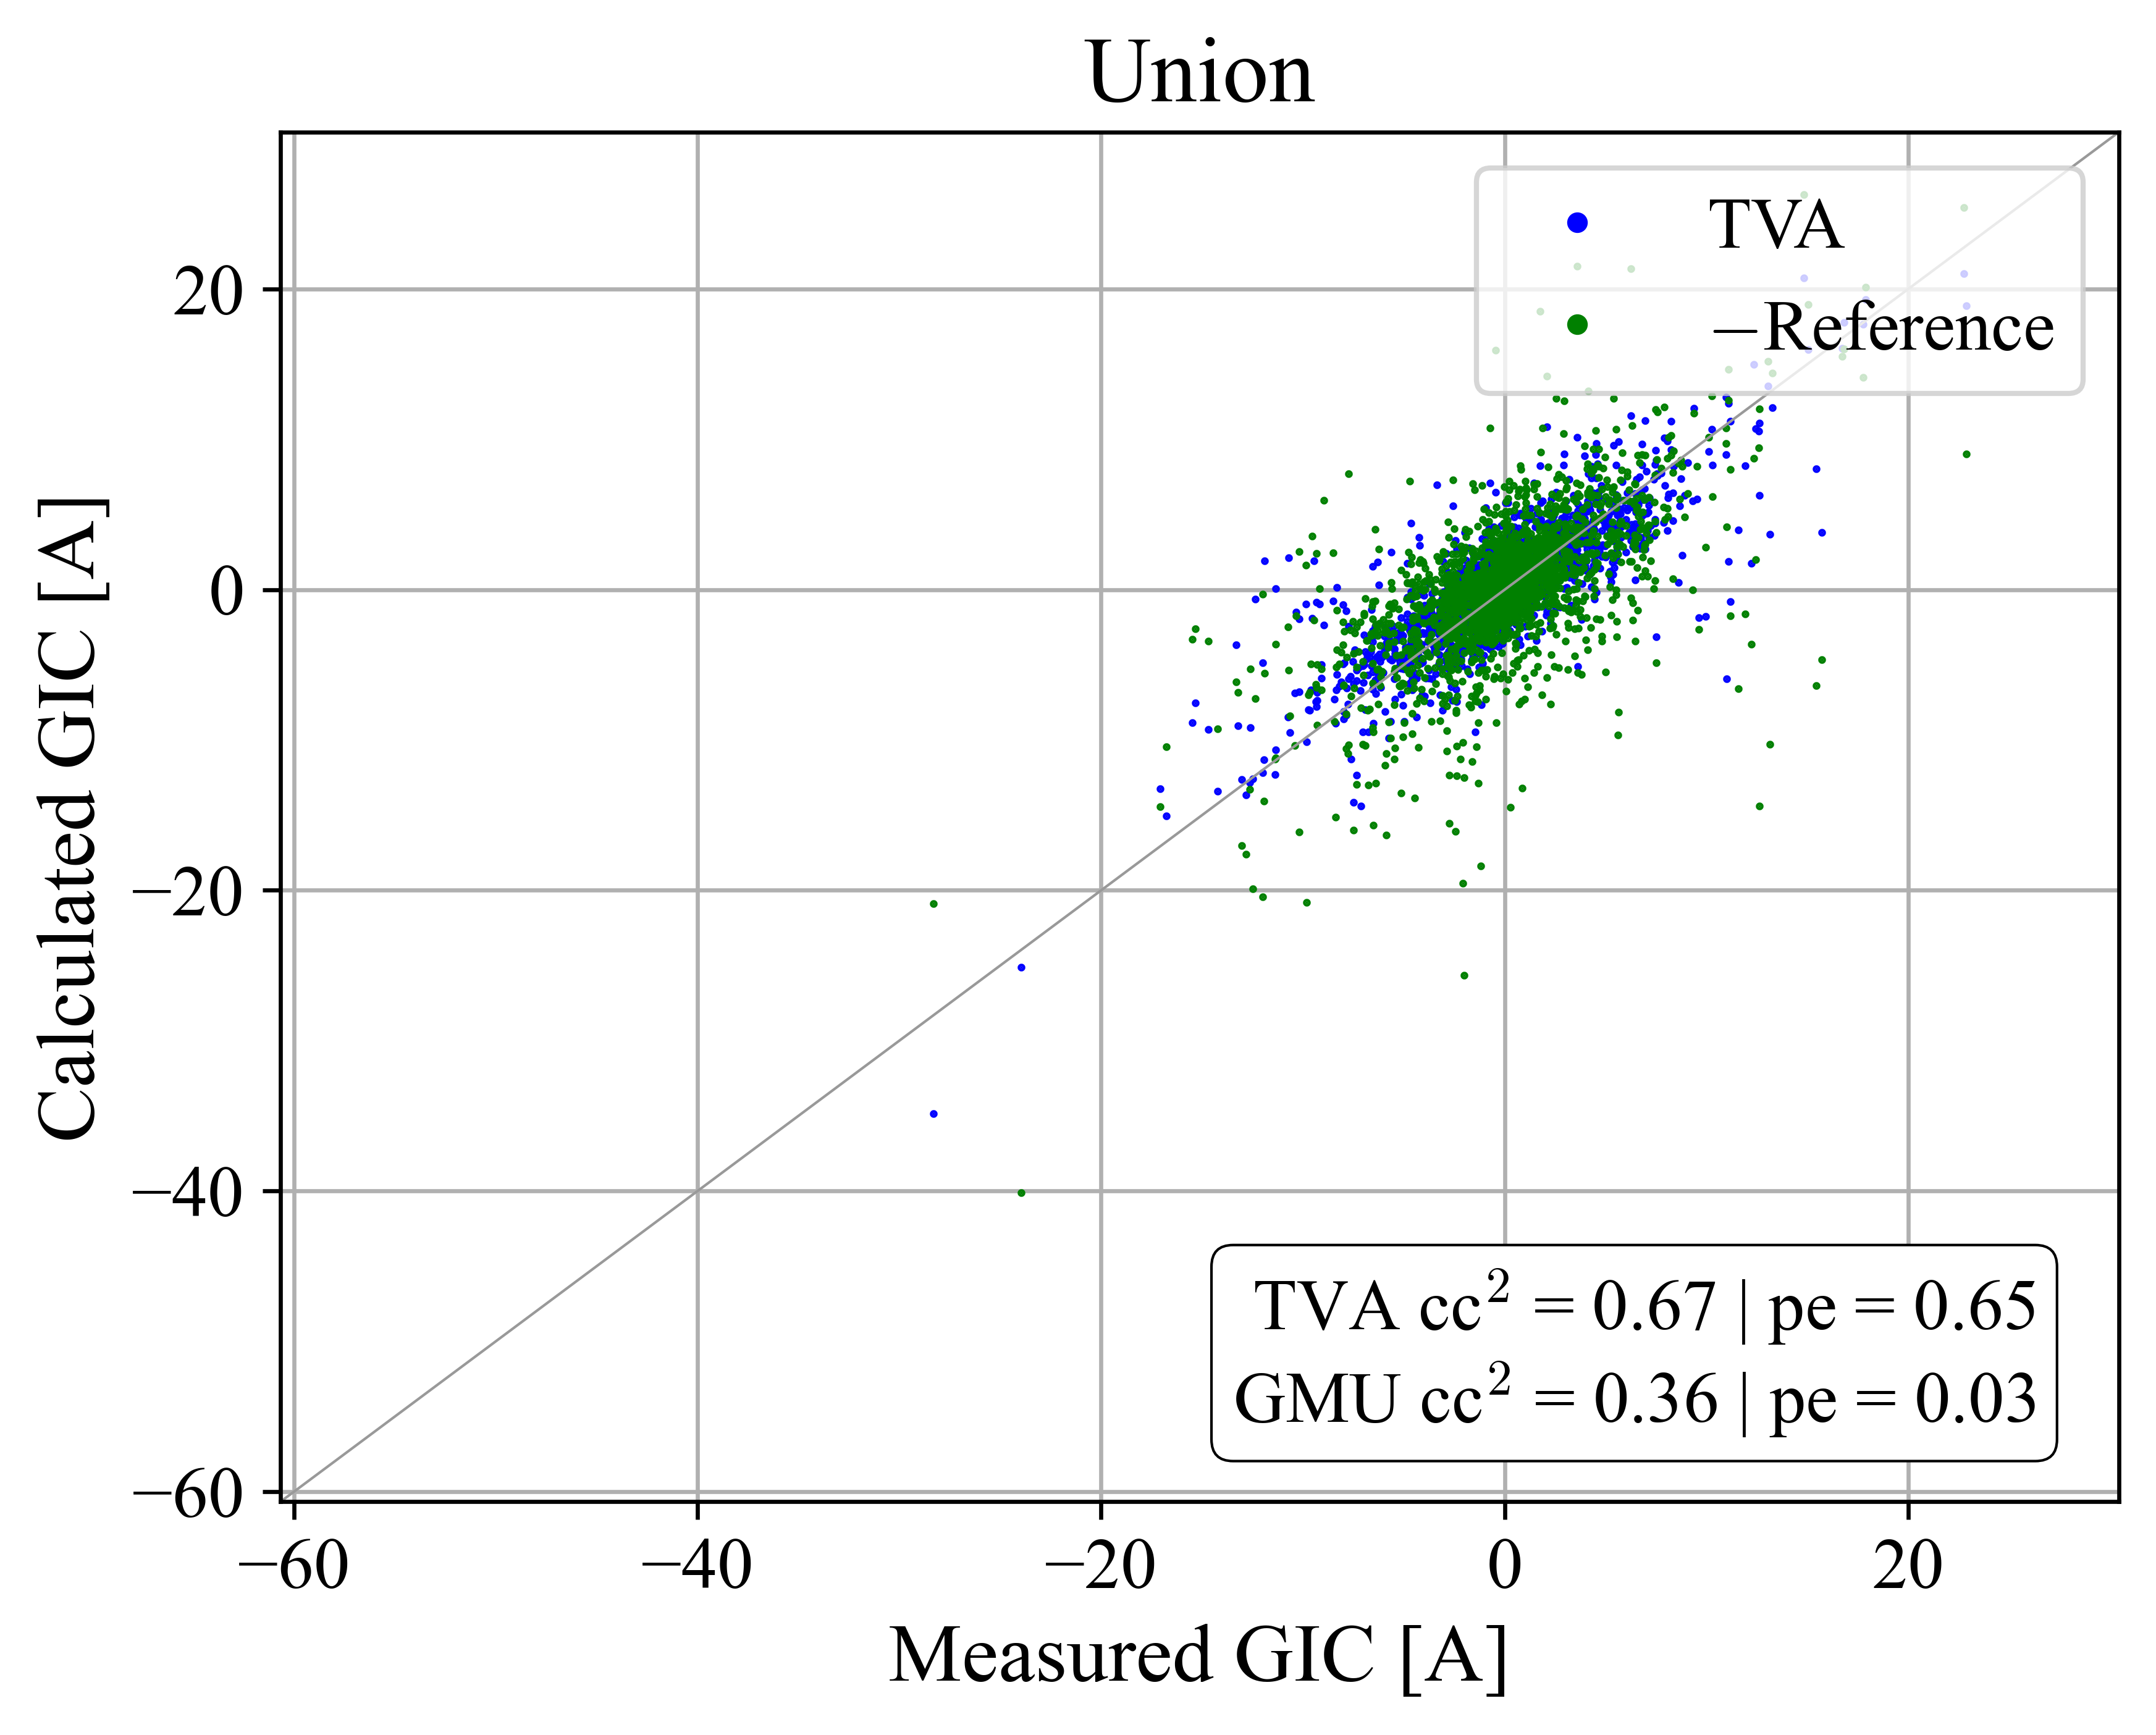 Union
TVA
−Reference
20
0
−20
−40
−60
Calculated GIC [A]
TVA cc² = 0.67 | pe = 0.65
GMU cc² = 0.36 | pe = 0.03
−60 −40 −20 0 20
Measured GIC [A]